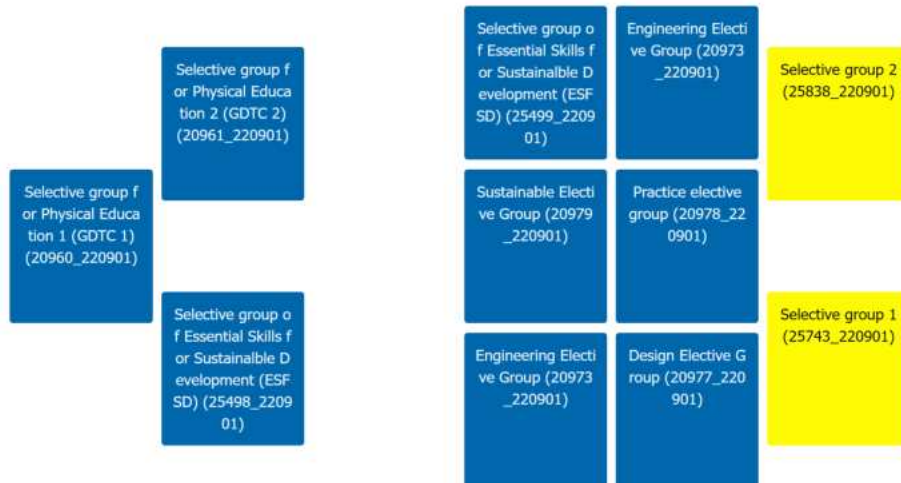 Selective group f
or Physical Educa
tion 1 (GDTC 1)
(20960_220901)
Selective group f
or Physical Educa
tion 2 (GDTC 2)
(20961_220901)
Selective group o
f Essential Skills f
or Sustainalble D
evelopment (ESF
SD) (25498_2209
01)
Selective group o
f Essential Skills f
or Sustainalble D
evelopment (ESF
SD) (25499_2209
01)
Sustainable Electi
ve Group (20979
_220901)
Engineering Electi
ve Group (20973
_220901)
Engineering Electi
ve Group (20973
_220901)
Practice elective
group (20978_22
0901)
Design Elective G
roup (20977_220
901)
Selective group 2
(25838_220901)
Selective group 1
(25743_220901)